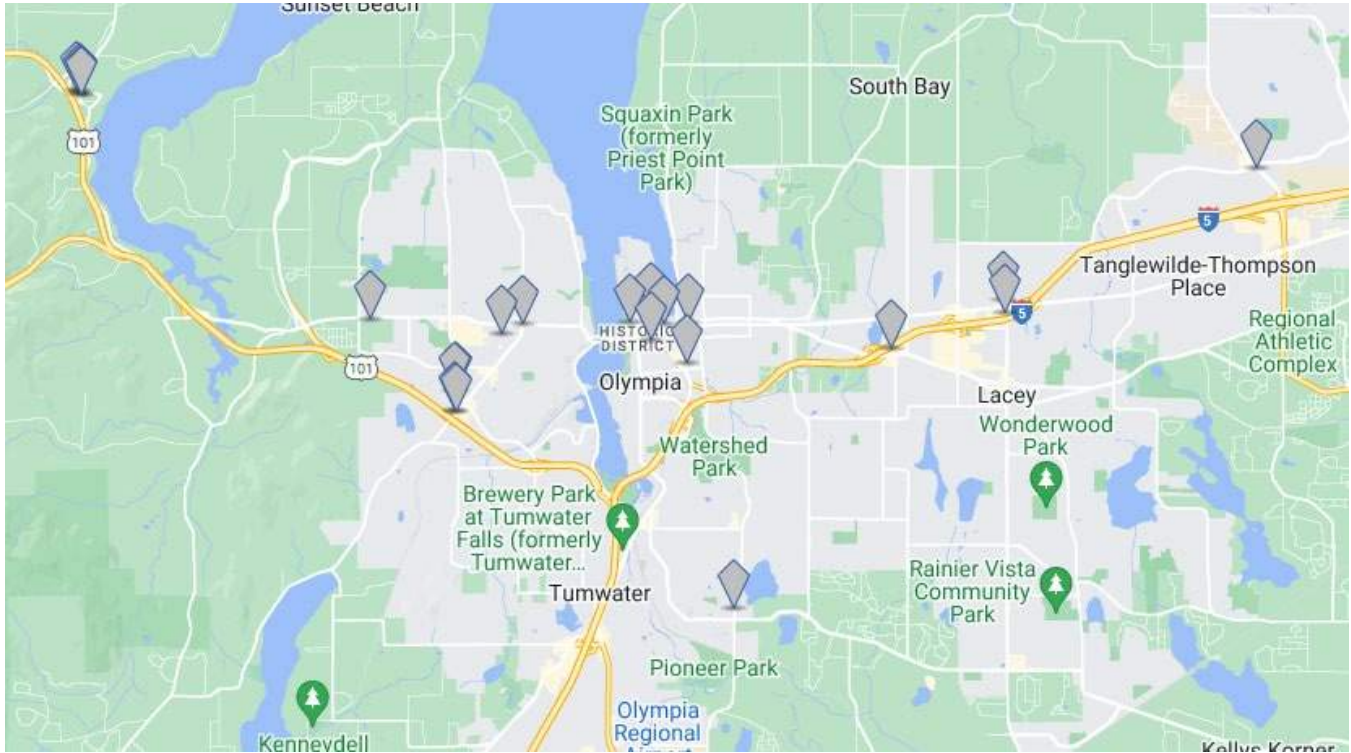 Sunset Beach
South Bay
Squaxin Park
(formerly
Priest Point
Park)
101
5
Tanglewilde-Thompson
Place
5
Regional
Athletic
Complex
HISTORIC
DISTRICT
101
Olympia
Lacey
Wonderwood
Park
Watershed
Park
Brewery Park
at Tumwater
Falls (formerly
Tumwater...
Rainier Vista
Community
Park
Tumwater
Pioneer Park
Olympia
Regional
Airport
Kenneydell
Kellys Korner